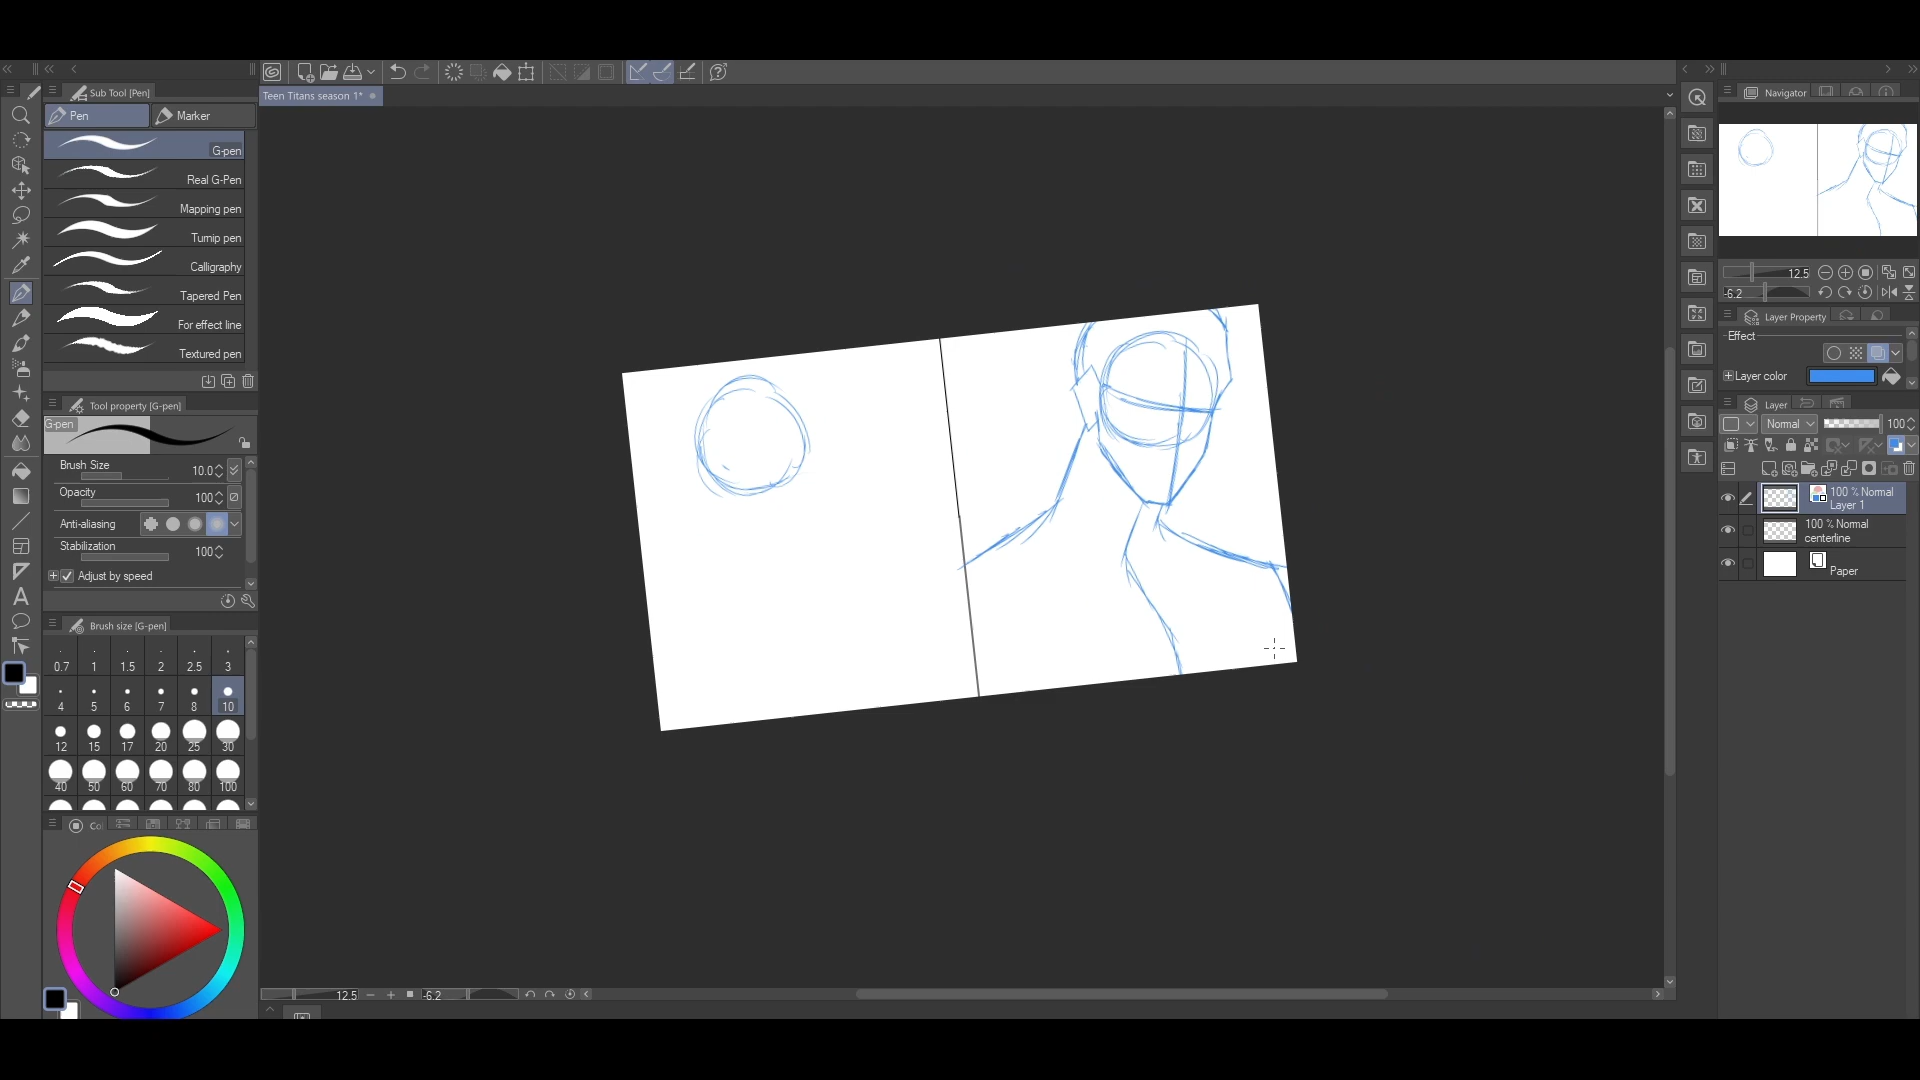 Sub Tool [Pen]
Pen
Marker
G-pen
Real G-Pen
Mapping pen
Turnip pen
Calligraphy
Tapered Pen
For effect line
Textured pen
Tool property [G-pen]
G-pen
Brush Size 10.0
Opacity 100
Anti-aliasing
Stabilization 100
Adjust by speed
Brush size [G-pen]
0.7 1 1.5 2 2.5 3
4 5 6 7 8 10
12 15 17 20 25 30
40 50 60 70 80 100
Co
Teen Titans season 1*
12.5
-6.2
Navigator
12.5
-6.2
Layer Property
Effect
Layer color
Layer
Normal 100
100 % Normal
Layer 1
100 % Normal
centerline
Paper